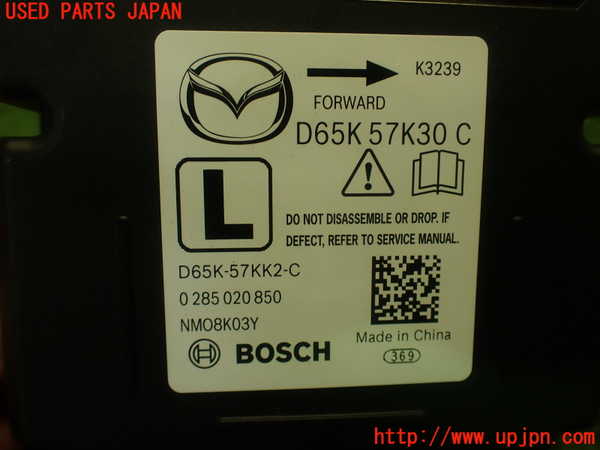 USED PARTS JAPAN
K3239
FORWARD
D65K 57K30 C
L
DO NOT DISASSEMBLE OR DROP. IF
DEFECT, REFER TO SERVICE MANUAL.
D65K-57KK2-C
0 285 020 850
NMO8K03Y
BOSCH
Made in China
369
http://www.upjpn.com/